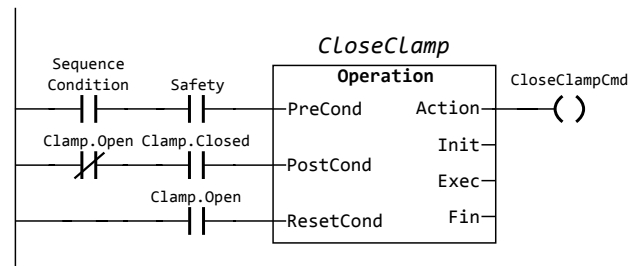 CloseClamp
Operation
CloseClampCmd
Sequence
Condition
Safety
PreCond
Action
Clamp.Open
Clamp.Closed
Init
PostCond
Exec
Clamp.Open
ResetCond
Fin